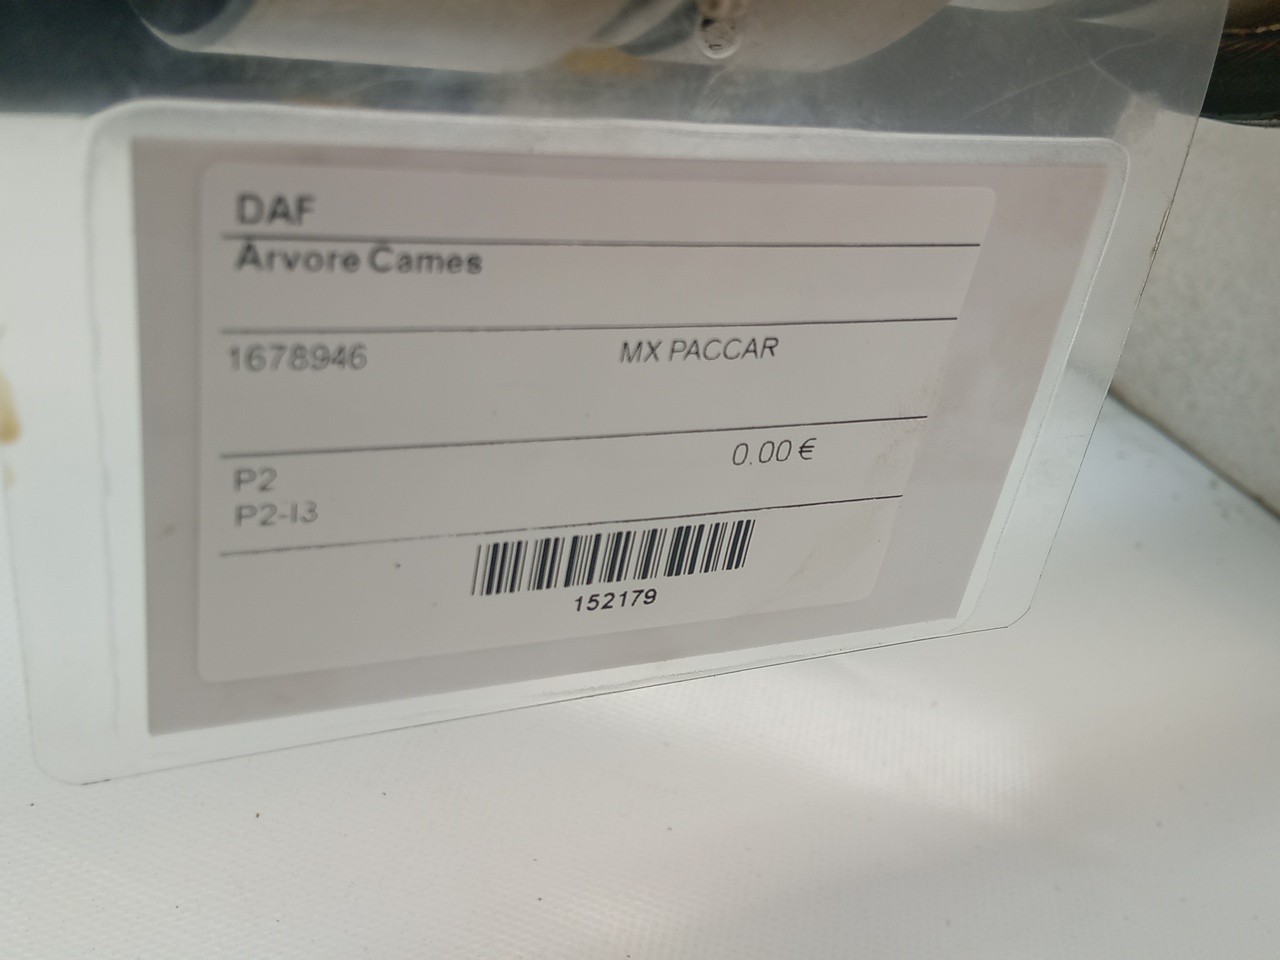 DAF
Árvore Cames
1678946 MX PACCAR
0.00 €
P2
P2-I3
152179